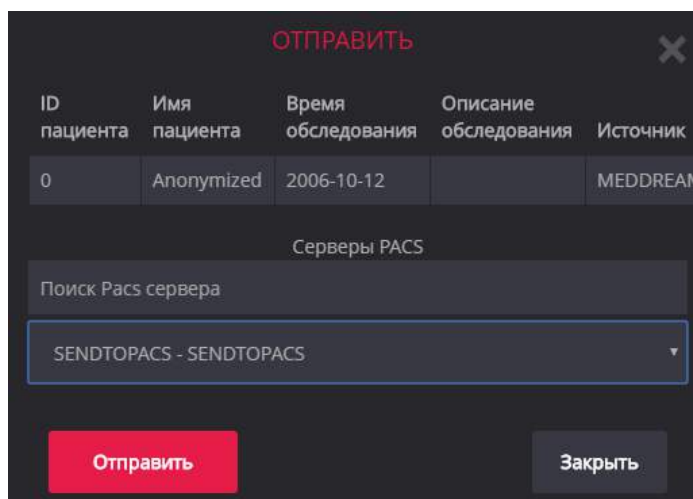 ОТПРАВИТЬ
ID пациента Имя пациента Время обследования Описание обследования Источник
0 Anonymized 2006-10-12 MEDDREAM
Серверы PACS
Поиск Pacs сервера
SENDTOPACS - SENDTOPACS
Отправить Закрыть